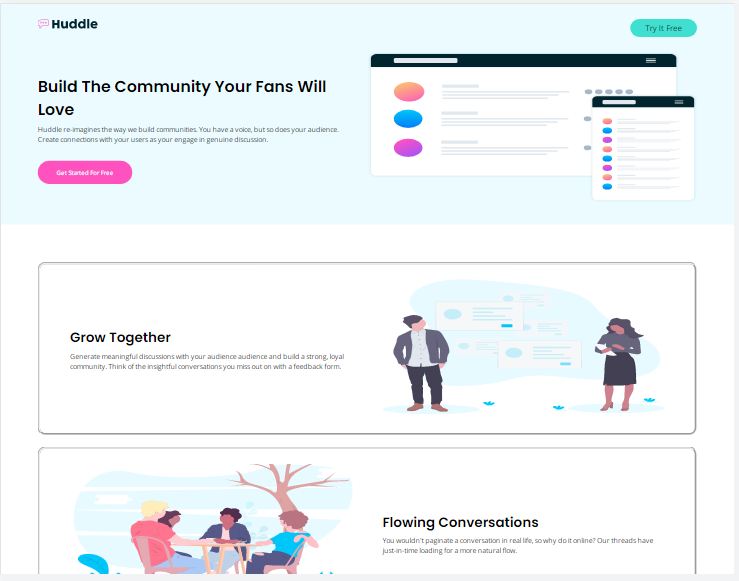 Huddle
Try It Free
Build The Community Your Fans Will
Love
Huddle re-imagines the way we build communities. You have a voice, but so does your audience.
Create connections with your users as your engage in genuine discussion.
Get Started For Free
Grow Together
Generate meaningful discussions with your audience audience and build a strong, loyal
community. Think of the insightful conversations you miss out on with a feedback form.
Flowing Conversations
You wouldn't paginate a conversation in real life, so why do it online? Our threads have
just-in-time loading for a more natural flow.